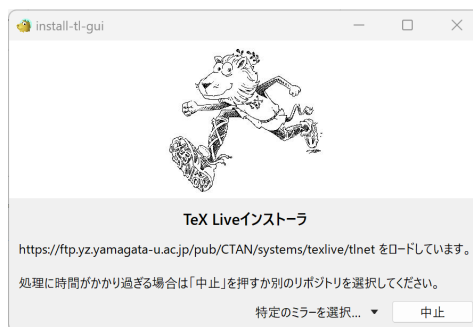 install-tl-gui
TeX Liveインストーラ
https://ftp.yz.yamagata-u.ac.jp/pub/CTAN/systems/texlive/tlnet をロードしています。
処理に時間がかかり過ぎる場合は「中止」を押すか別のリポジトリを選択してください。
特定のミラーを選択...
中止